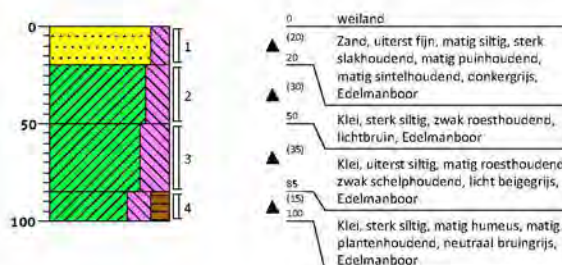 0
50
100
1
2
3
4
0 weiland
(20) Zand, uiterst fijn, matig siltig, sterk
slakhoudend, matig puinhoudend,
20 matig sintelhoudend, donkergrijs,
(30) Edelmanboor
50 Klei, sterk siltig, zwak roesthoudend,
lichtbruin, Edelmanboor
(35)
Klei, uiterst siltig, matig roesthoudend
zwak schelphoudend, licht beigegrijs,
85 Edelmanboor
(15)
100 Klei, sterk siltig, matig humeus, matig
plantenhoudend, neutraal bruingrijs,
Edelmanboor